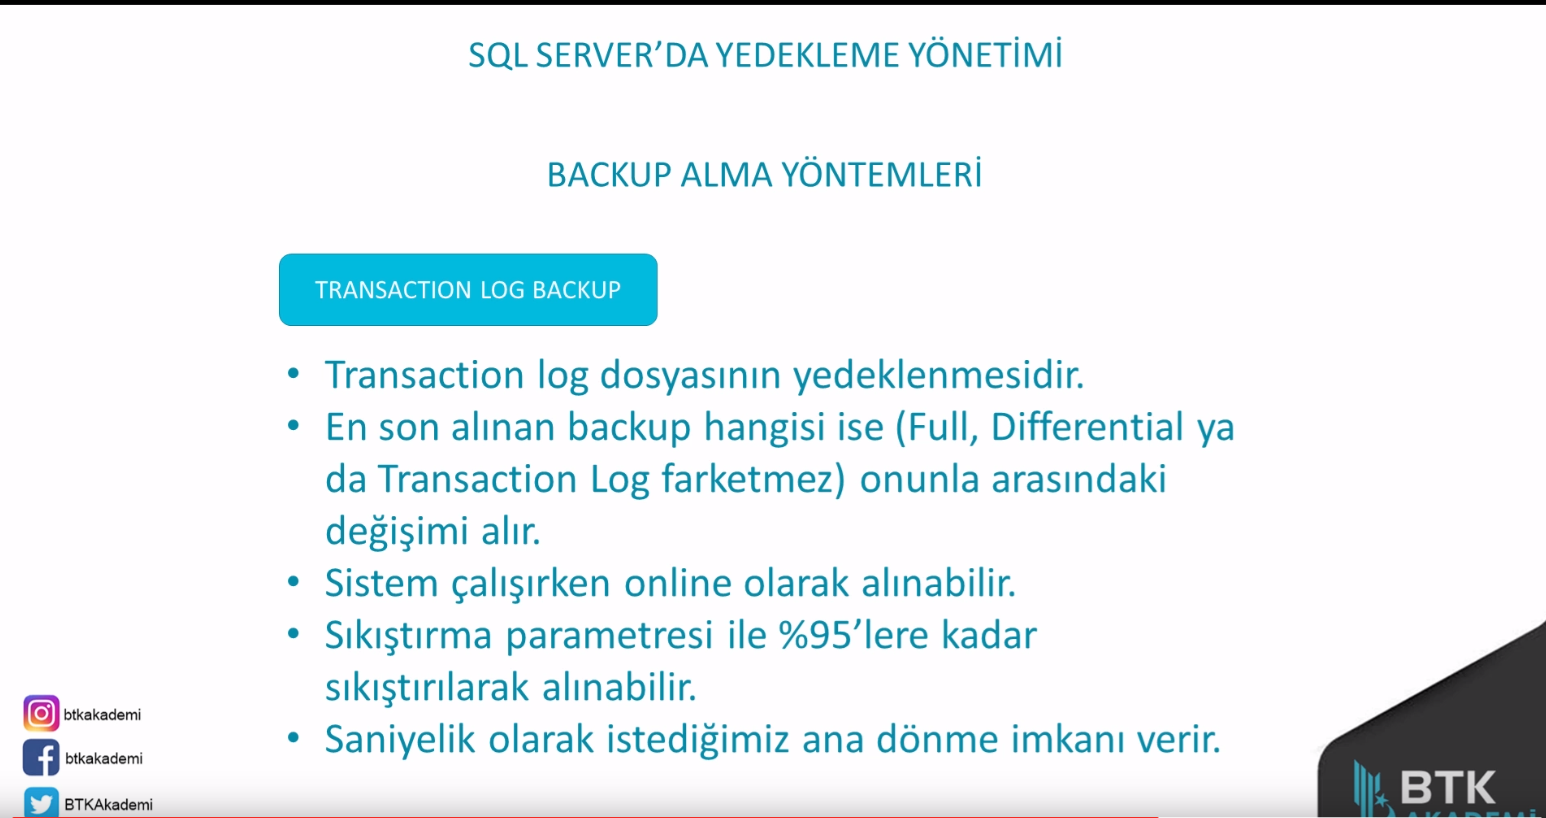 SQL SERVER’DA YEDEKLEME YÖNETİMİ
BACKUP ALMA YÖNTEMLERİ
TRANSACTION LOG BACKUP
• Transaction log dosyasının yedeklenmesidir.
• En son alınan backup hangisi ise (Full, Differential ya
da Transaction Log farketmez) onunla arasındaki
değişimi alır.
• Sistem çalışırken online olarak alınabilir.
• Sıkıştırma parametresi ile %95’lere kadar
sıkıştırılarak alınabilir.
• Saniyelik olarak istediğimiz ana dönme imkanı verir.
btkakademi
btkakademi
BTKAkademi
BTK
AKADEMİ